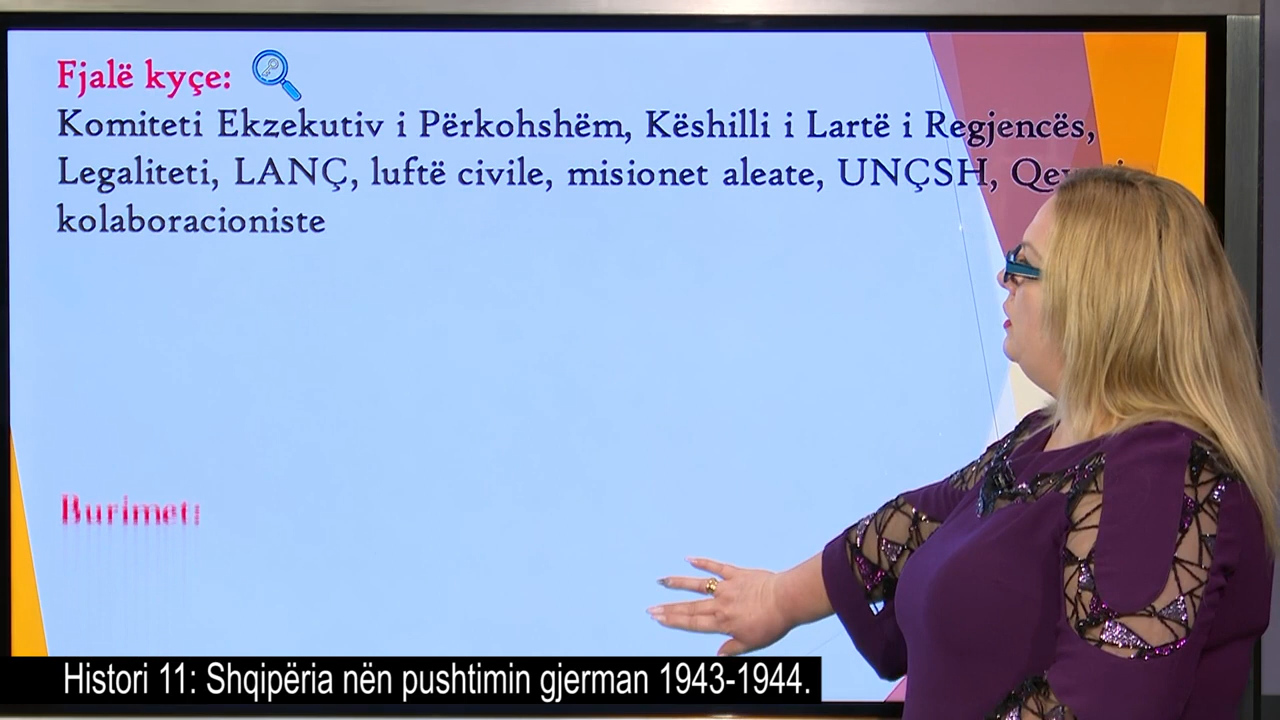 Fjalë kyçe:
Komiteti Ekzekutiv i Përkohshëm, Këshilli i Lartë i Regjencës,
Legaliteti, LANÇ, luftë civile, misionet aleate, UNÇSH,
kolaboracioniste
Burimet:
Histori 11: Shqipëria nën pushtimin gjerman 1943-1944.